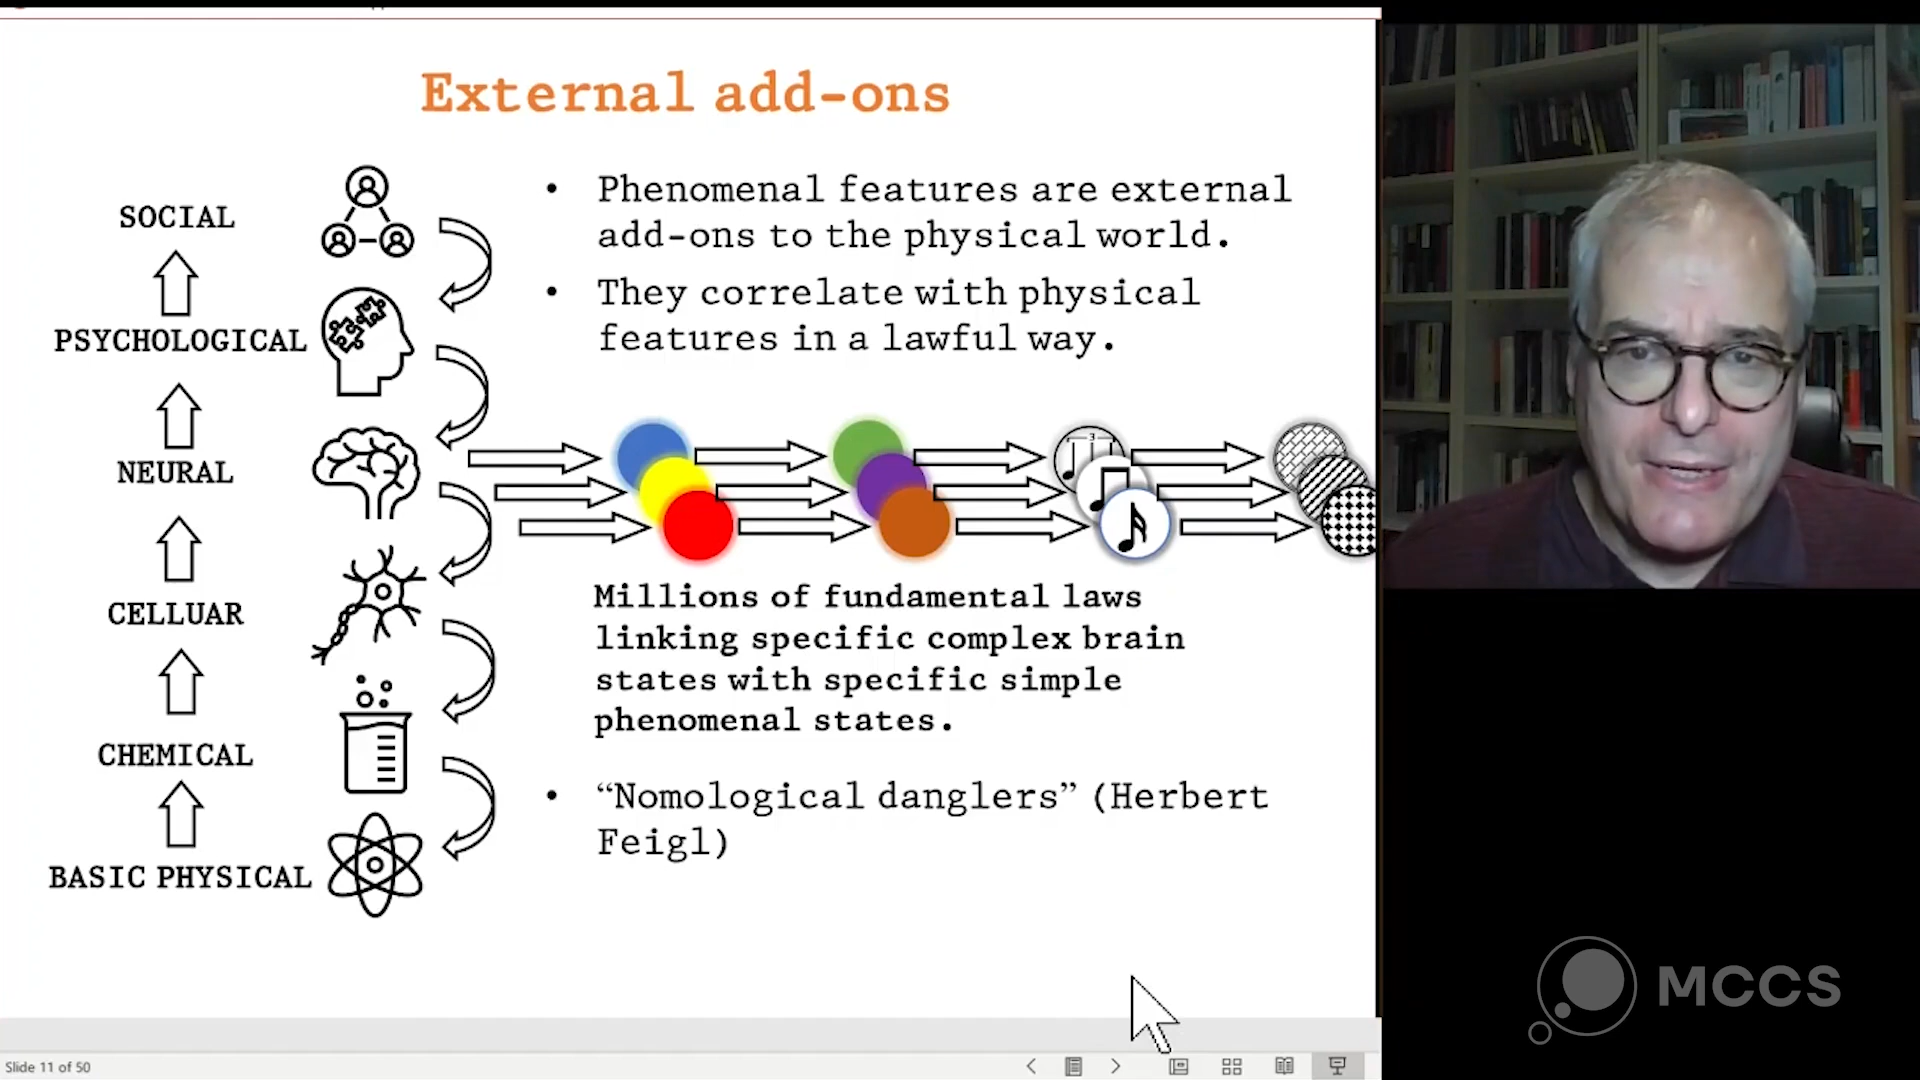 External add-ons
SOCIAL
PSYCHOLOGICAL
NEURAL
CELLUAR
CHEMICAL
BASIC PHYSICAL
• Phenomenal features are external
add-ons to the physical world.
• They correlate with physical
features in a lawful way.
3
Millions of fundamental laws
linking specific complex brain
states with specific simple
phenomenal states.
• “Nomological danglers” (Herbert
Feigl)
MCCS
Slide 11 of 50